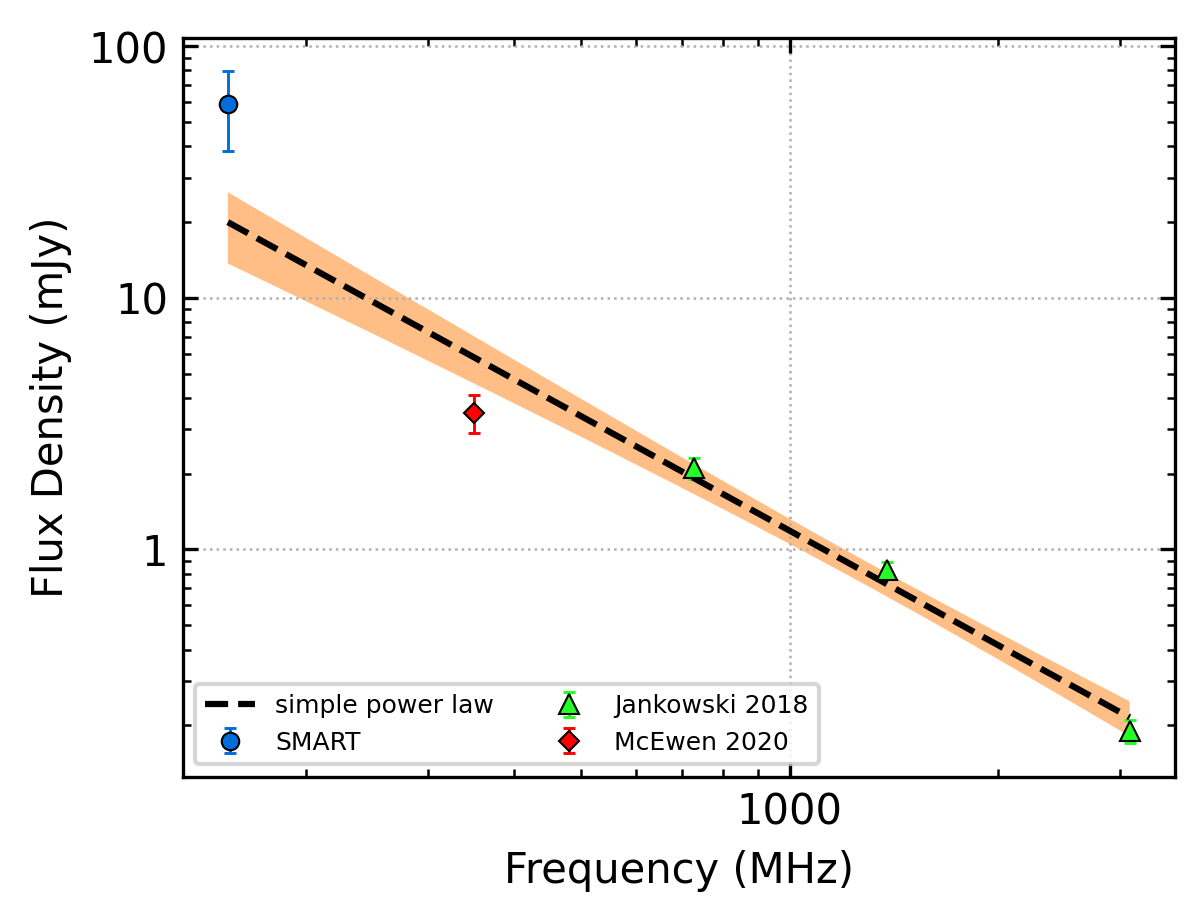 100
10
1
Flux Density (mJy)
simple power law
SMART
Jankowski 2018
McEwen 2020
1000
Frequency (MHz)